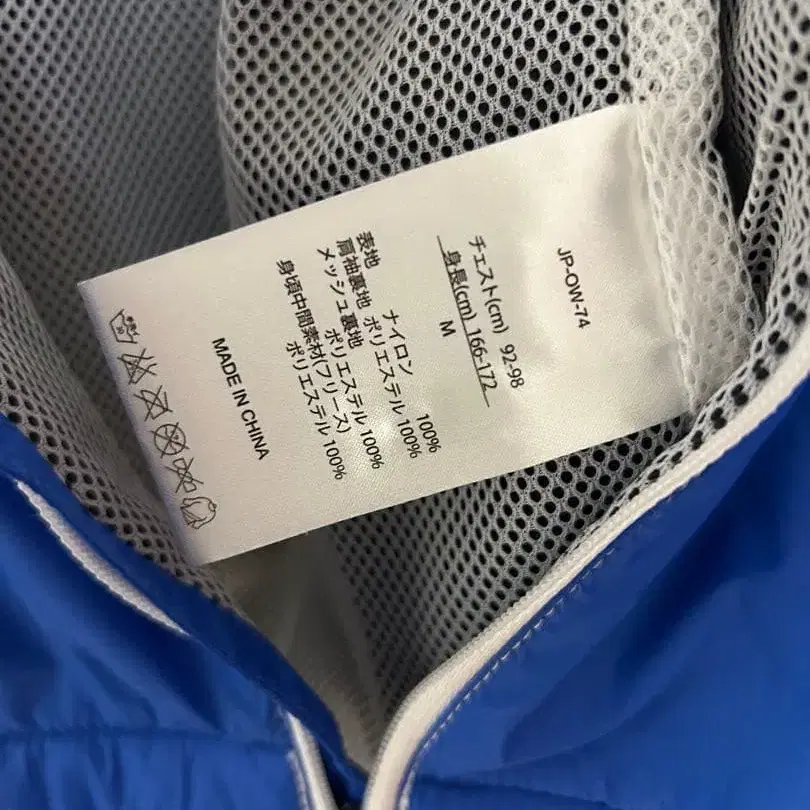 JP-OW-74
チェスト(cm) 92-98
身長(cm) 166-172
M
表地 ナイロン 100%
肩袖裏地 ポリエステル 100%
メッシュ裏地 ポリエステル 100%
身頃中間素材(フリース)
ポリエステル 100%
MADE IN CHINA